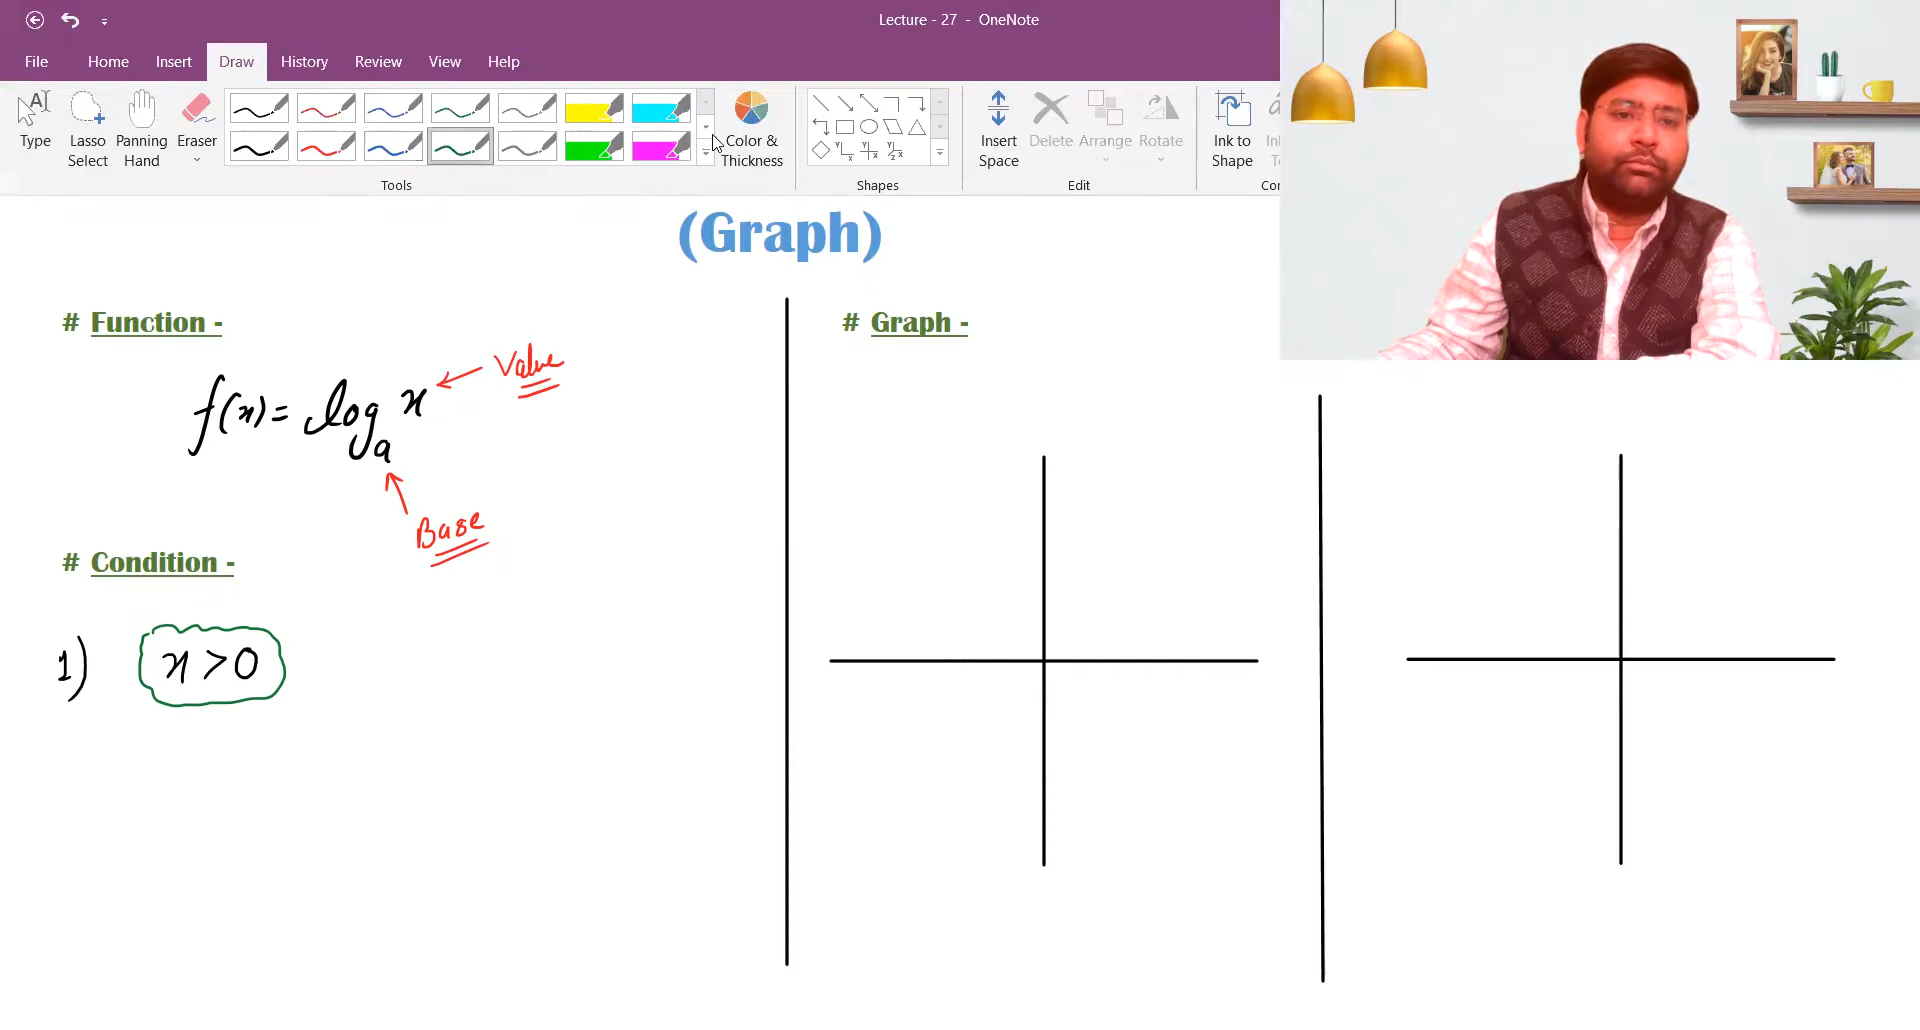 Lecture - 27 - OneNote
File Home Insert Draw History Review View Help
Type
Lasso Select
Panning Hand
Eraser
Color & Thickness
Insert Space
Delete
Arrange
Rotate
Ink to Shape
Tools
Shapes
Edit
(Graph)
# Function -
f(x) = log_a x
Value
Base
# Condition -
1) x > 0
# Graph -